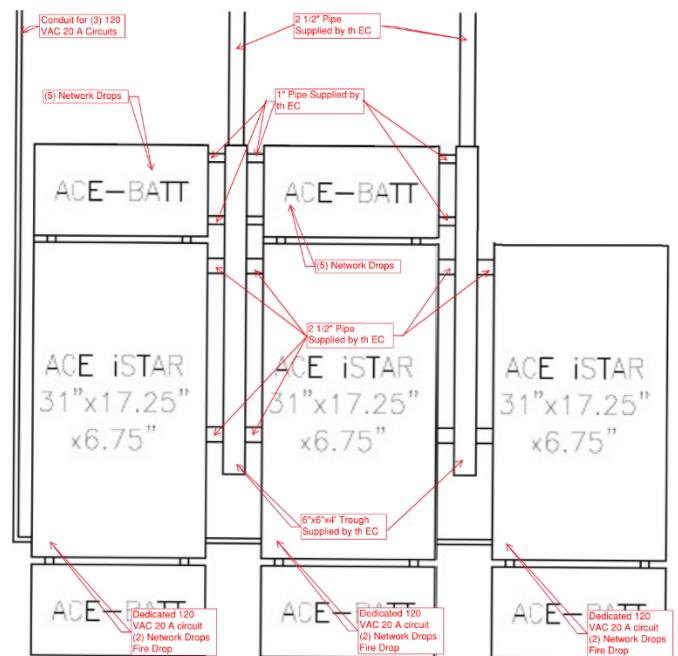 Conduit for (3) 120
VAC 20 A Circuits
2 1/2" Pipe
Supplied by th EC
(5) Network Drops
1" Pipe Supplied by
th EC
ACE-BATT
ACE-BATT
(5) Network Drops
2 1/2" Pipe
Supplied by th EC
ACE iSTAR
31"x17.25"
x6.75"
ACE iSTAR
31"x17.25"
x6.75"
ACE iSTAR
31"x17.25"
x6.75"
6"x6"x4' Trough
Supplied by th EC
ACE-BATT
Dedicated 120
VAC 20 A circuit
(2) Network Drops
Fire Drop
ACE-BATT
Dedicated 120
VAC 20 A circuit
(2) Network Drops
Fire Drop
ACE-BATT
Dedicated 120
VAC 20 A circuit
(2) Network Drops
Fire Drop